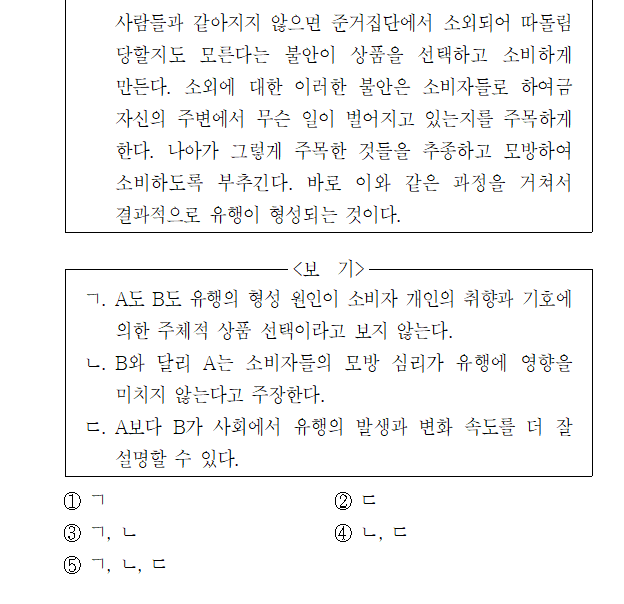 사람들과 같아지지 않으면 준거집단에서 소외되어 따돌림
당할지도 모른다는 불안이 상품을 선택하고 소비하게
만든다. 소외에 대한 이러한 불안은 소비자들로 하여금
자신의 주변에서 무슨 일이 벌어지고 있는지를 주목하게
한다. 나아가 그렇게 주목한 것들을 추종하고 모방하여
소비하도록 부추긴다. 바로 이와 같은 과정을 거쳐서
결과적으로 유행이 형성되는 것이다.
<보 기>
ㄱ. A도 B도 유행의 형성 원인이 소비자 개인의 취향과 기호에
의한 주체적 상품 선택이라고 보지 않는다.
ㄴ. B와 달리 A는 소비자들의 모방 심리가 유행에 영향을
미치지 않는다고 주장한다.
ㄷ. A보다 B가 사회에서 유행의 발생과 변화 속도를 더 잘
설명할 수 있다.
① ㄱ ② ㄷ
③ ㄱ, ㄴ ④ ㄴ, ㄷ
⑤ ㄱ, ㄴ, ㄷ